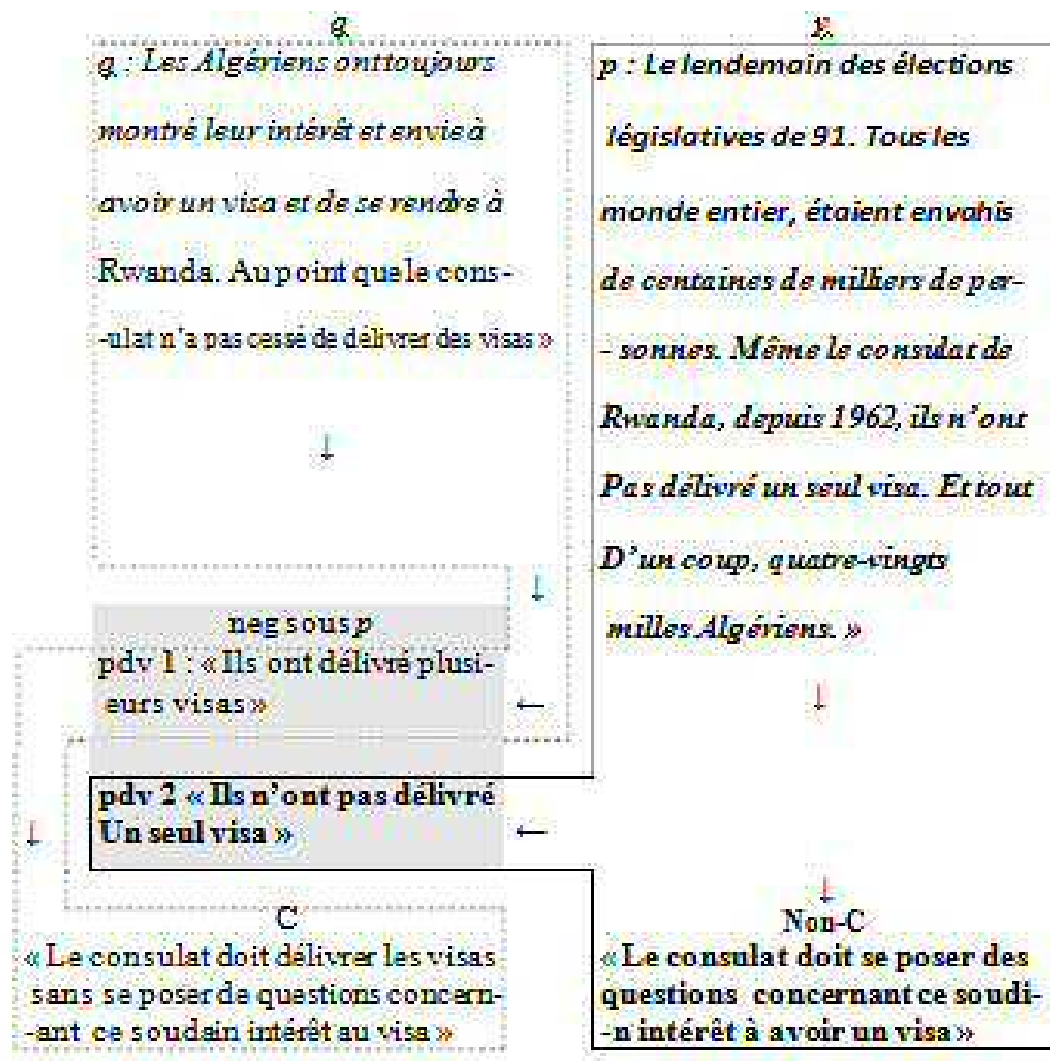 q
q : Les Algériens onttoujours
montré leur intérêt et envie à
avoir un visa et de se rendre à
Rwanda. Au point que le cons-
-ulat n'a pas cessé de délivrer des visas »
↓
↓
neg sous p
pdv 1 : « Ils ont délivré plusi-
eurs visas »
←
pdv 2 « Ils n'ont pas délivré
Un seul visa »
←
↓
C
« Le consulat doit délivrer les visas
sans se poser de questions concern-
-ant ce soudain intérêt au visa »
p
p : Le lendemain des élections
législatives de 91. Tous les
monde entier, étaient envahis
de centaines de milliers de per-
- sonnes. Même le consulat de
Rwanda, depuis 1962, ils n'ont
Pas délivré un seul visa. Et tout
D'un coup, quatre-vingts
milles Algériens. »
↓
↓
Non-C
« Le consulat doit se poser des
questions concernant ce soudi-
-n intérêt à avoir un visa »